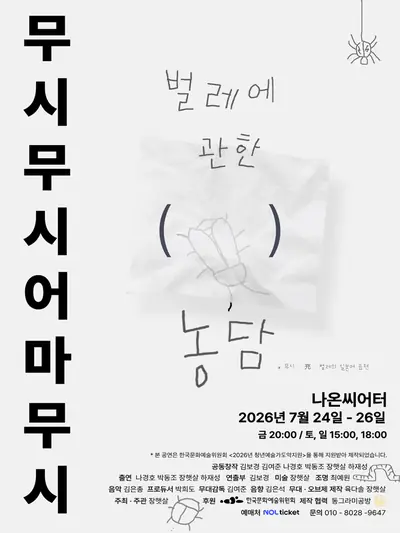 무시무시어마무시
벌레에
관한
(           )
농담
나온씨어터
2026년 7월 24일 - 26일
금 20:00 / 토, 일 15:00, 18:00
* 본 공연은 한국문화예술위원회 <2026년 청년예술가도약지원>을 통해 지원받아 제작되었습니다.
공동창작 김보경 김여준 나경호 박동조 장햇살 하재성
출연 나경호 박동조 장햇살 하재성 연출부 김보경 미술 장햇살 조명 최예원
음악 김은총 프로듀서 박희도 무대감독 김여준 음향 김은석 무대·오브제 제작 육다솔 장햇살
주최·주관 장햇살 후원 한국문화예술위원회 제작 협력 동그라미공방
예매처 NOLticket 문의 010 - 8028 - 9647